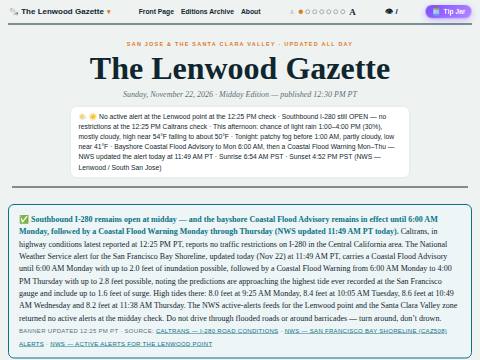 The Lenwood Gazette ▾ Front Page Editions Archive About A A 👁 / Tip Jar
SAN JOSE & THE SANTA CLARA VALLEY · UPDATED ALL DAY
The Lenwood Gazette
Sunday, November 22, 2026 · Midday Edition — published 12:30 PM PT
☀️ No active alert at the Lenwood point at the 12:25 PM check · Southbound I-280 still OPEN — no
restrictions at the 12:25 PM Caltrans check · This afternoon: chance of light rain 1:00–4:00 PM (30%),
mostly cloudy, high near 54°F falling to about 50°F · Tonight: patchy fog before 1:00 AM, partly cloudy, low
near 41°F · Bayshore Coastal Flood Advisory to Mon 6:00 AM, then a Coastal Flood Warning Mon–Thu —
NWS updated the alert today at 11:49 AM PT · Sunrise 6:54 AM PST · Sunset 4:52 PM PST (NWS —
Lenwood / South San Jose)
✅ Southbound I-280 remains open at midday — and the bayshore Coastal Flood Advisory remains in effect until 6:00 AM
Monday, followed by a Coastal Flood Warning Monday through Thursday (NWS updated 11:49 AM PT today). Caltrans, in
highway conditions latest reported at 12:25 PM PT, reports no traffic restrictions on I-280 in the Central California area. The National
Weather Service alert for the San Francisco Bay Shoreline, updated today (Nov 22) at 11:49 AM PT, carries the Coastal Flood Advisory
until 6:00 AM Monday with up to 2.0 feet of inundation possible, followed by a Coastal Flood Warning from 6:00 AM Monday to 4:00
PM Thursday with up to 2.8 feet possible, noting the predictions are approaching the highest tides ever recorded at the San Francisco
gauge and include up to 1.6 feet of surge. High tides there: 8.0 feet at 9:25 AM Monday, 8.4 feet at 10:05 AM Tuesday, 8.6 feet at 10:49
AM Wednesday and 8.2 feet at 11:38 AM Thursday. The NWS active-alerts feeds for the Lenwood point and the Santa Clara Valley zone
returned no active alerts at the midday check. Do not drive through flooded roads or around barricades — turn around, don't drown.
BANNER UPDATED 12:25 PM PT · SOURCE: CALTRANS — I-280 ROAD CONDITIONS · NWS — SAN FRANCISCO BAY SHORELINE (CAZ508)
ALERTS · NWS — ACTIVE ALERTS FOR THE LENWOOD POINT